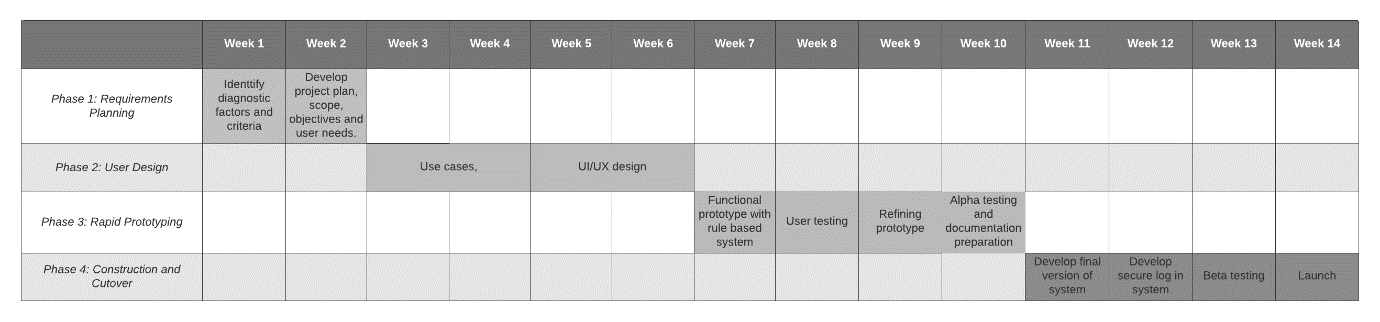 Week 1 Week 2 Week 3 Week 4 Week 5 Week 6 Week 7 Week 8 Week 9 Week 10 Week 11 Week 12 Week 13 Week 14
Phase 1: Requirements
Planning
Identtify
diagnostic
factors and
criteria
Develop
project plan,
scope,
objectives and
user needs.
Phase 2: User Design
Use cases,
UI/UX design
Phase 3: Rapid Prototyping
Functional
prototype with
rule based
system
User testing
Refining
prototype
Alpha testing
and
documentation
preparation
Phase 4: Construction and
Cutover
Develop final
version of
system
Develop
secure log in
system
Beta testing
Launch